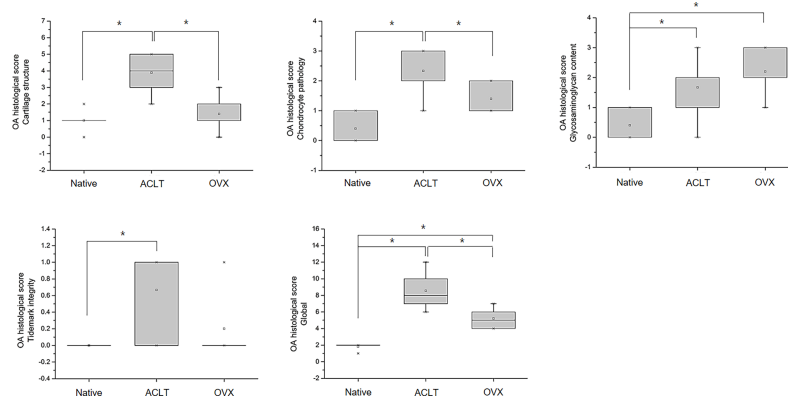 OA histological score
Cartilage structure
7
6
5
4
3
2
1
0
-1
-2
*
*
Native
ACLT
OVX
OA histological score
Chondrocyte pathology
4
3
2
1
0
-1
*
*
Native
ACLT
OVX
OA histological score
Glycosaminoglycan content
4
3
2
1
0
-1
*
*
Native
ACLT
OVX
OA histological score
Tidemark integrity
1.4
1.2
1.0
0.8
0.6
0.4
0.2
0.0
-0.2
-0.4
*
Native
ACLT
OVX
OA histological score
Global
16
14
12
10
8
6
4
2
0
-2
*
*
*
Native
ACLT
OVX